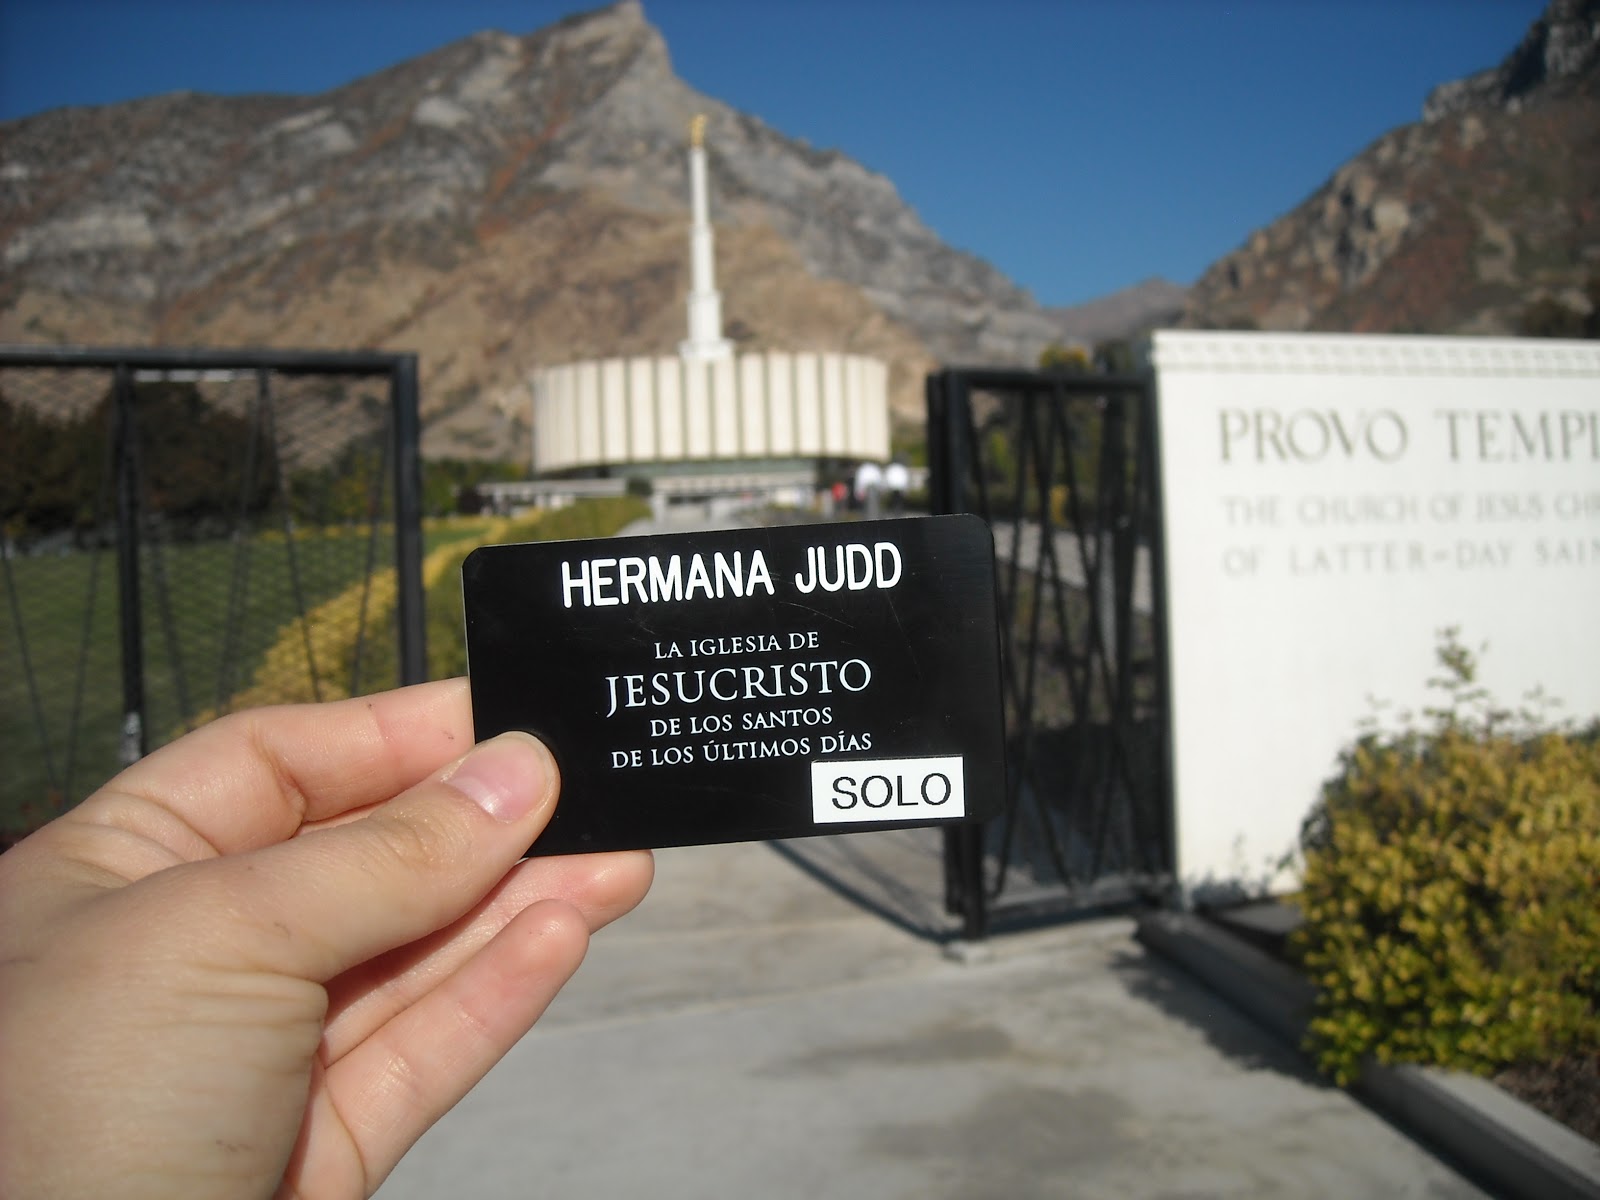 HERMANA JUDD
LA IGLESIA DE
JESUCRISTO
DE LOS SANTOS
DE LOS ÚLTIMOS DÍAS
SOLO
PROVO TEMPL
THE CHURCH OF JESUS CHR
OF LATTER-DAY SAIN